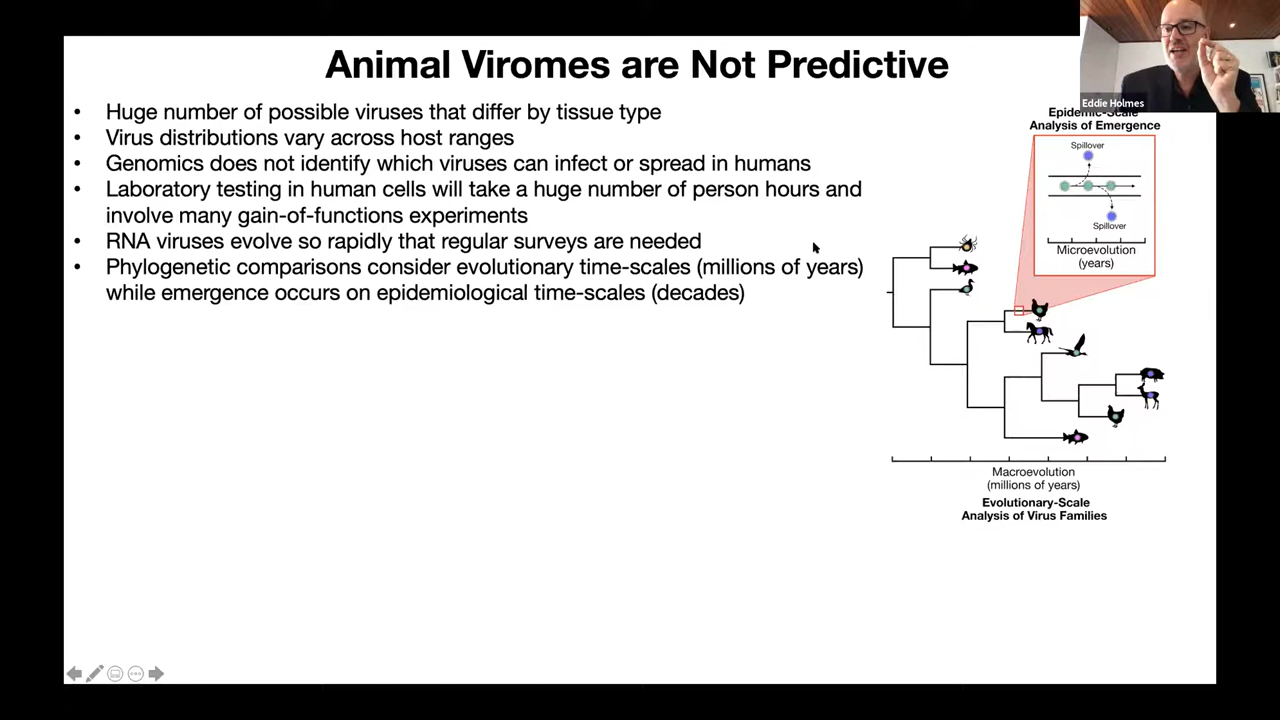 Animal Viromes are Not Predictive
• Huge number of possible viruses that differ by tissue type
• Virus distributions vary across host ranges
• Genomics does not identify which viruses can infect or spread in humans
• Laboratory testing in human cells will take a huge number of person hours and
involve many gain-of-functions experiments
• RNA viruses evolve so rapidly that regular surveys are needed
• Phylogenetic comparisons consider evolutionary time-scales (millions of years)
while emergence occurs on epidemiological time-scales (decades)
Eddie Holmes
Epidemic-Scale
Analysis of Emergence
Spillover
Spillover
Microevolution
(years)
Macroevolution
(millions of years)
Evolutionary-Scale
Analysis of Virus Families